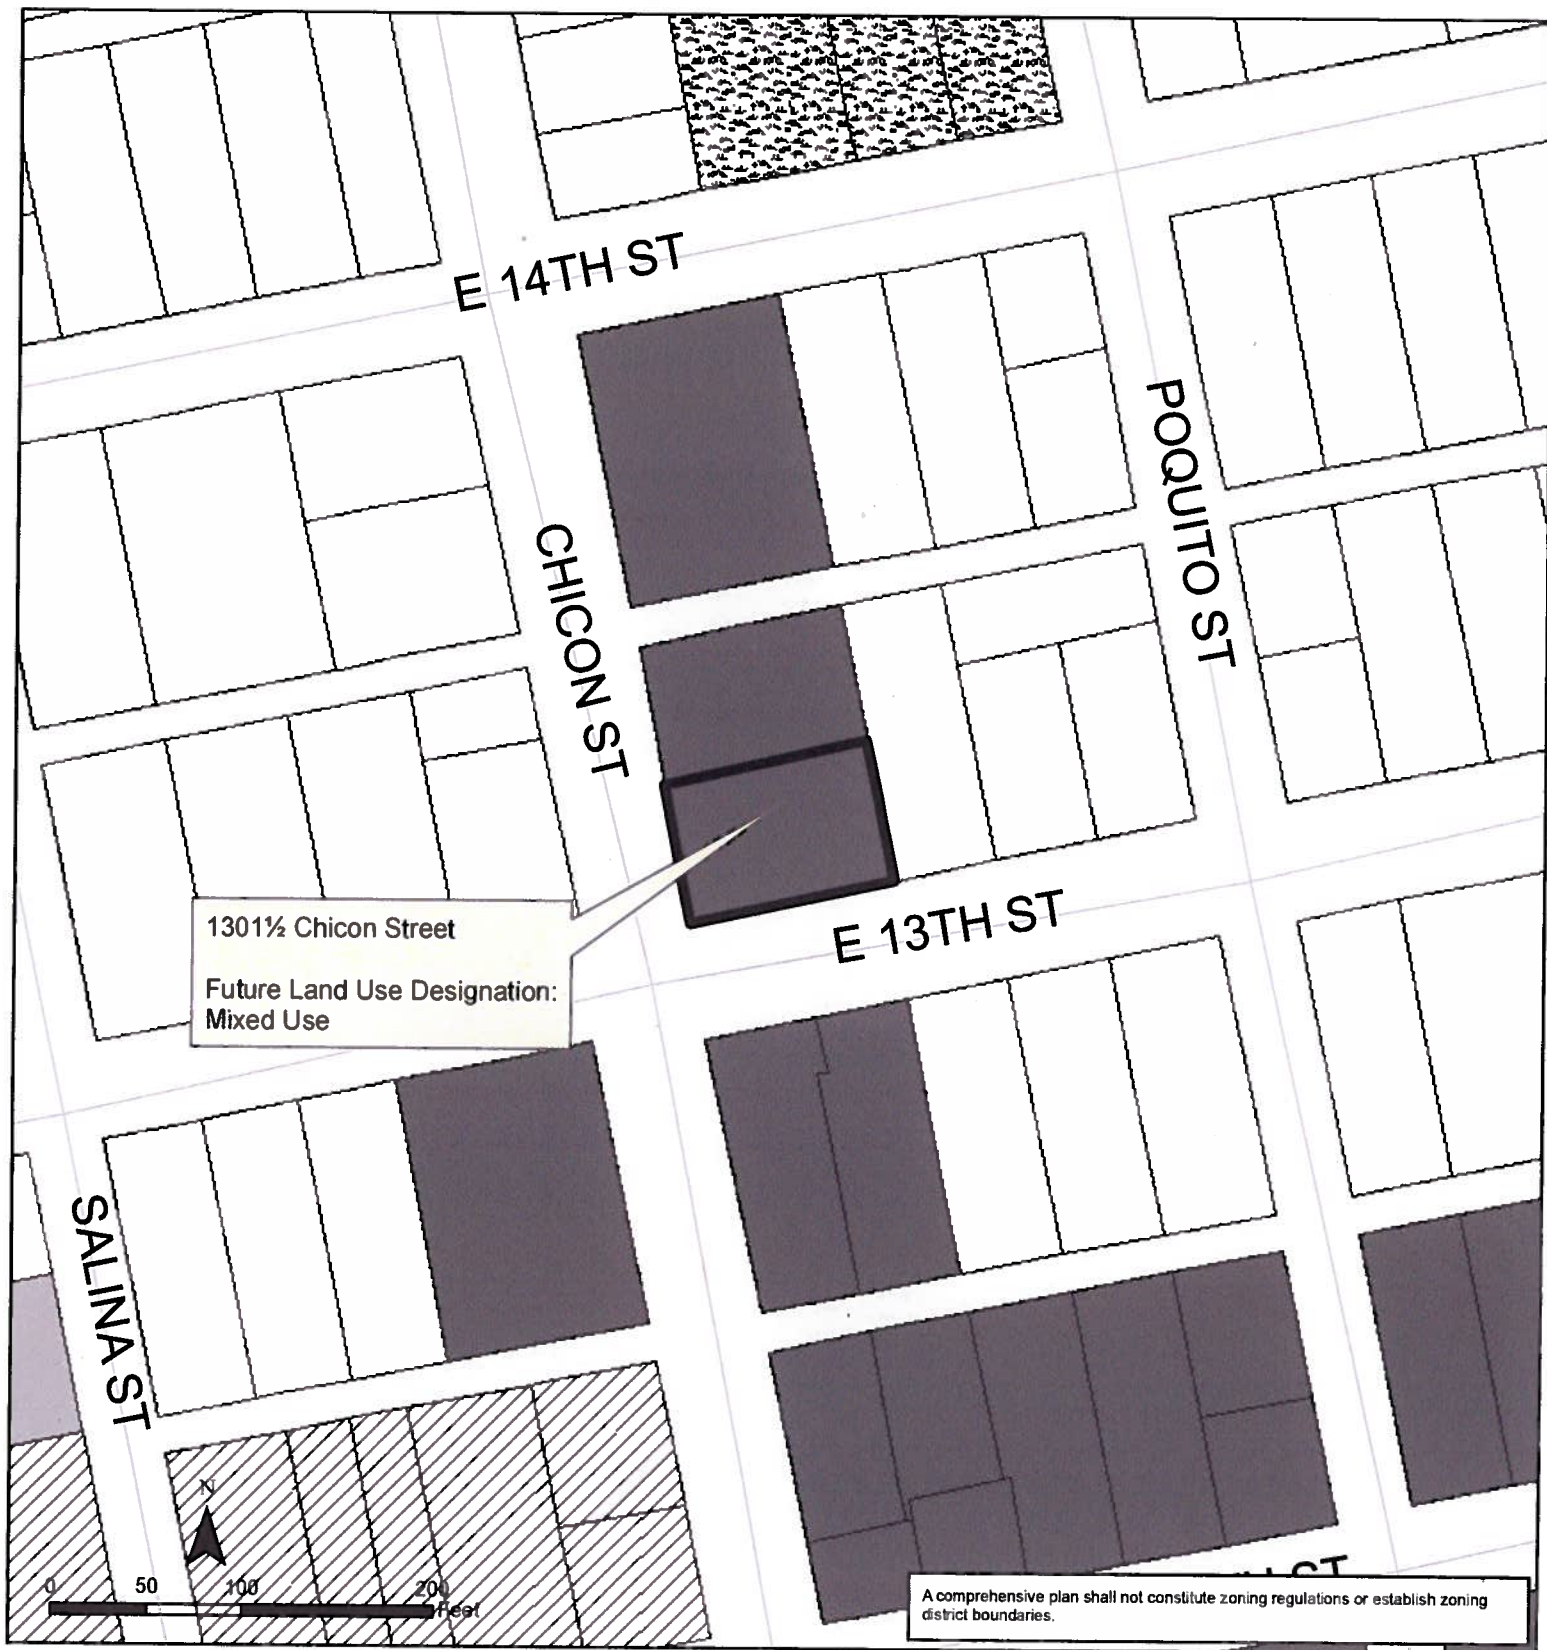 E 14TH ST
POQUITO ST
CHICON ST
1301½ Chicon Street
Future Land Use Designation:
Mixed Use
E 13TH ST
SALINA ST
N
0 50 100 200
Feet
ST
A comprehensive plan shall not constitute zoning regulations or establish zoning
district boundaries.